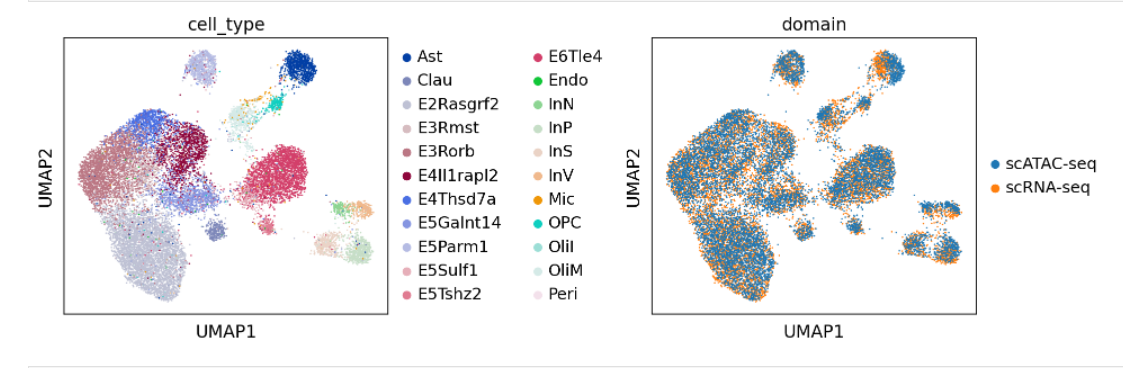 cell_type
UMAP2
UMAP1
Ast
Clau
E2Rasgrf2
E3Rmst
E3Rorb
E4Il1rapl2
E4Thsd7a
E5Galnt14
E5Parm1
E5Sulf1
E5Tshz2
E6Tle4
Endo
InN
InP
InS
InV
Mic
OPC
OliI
OliM
Peri
domain
UMAP2
UMAP1
scATAC-seq
scRNA-seq